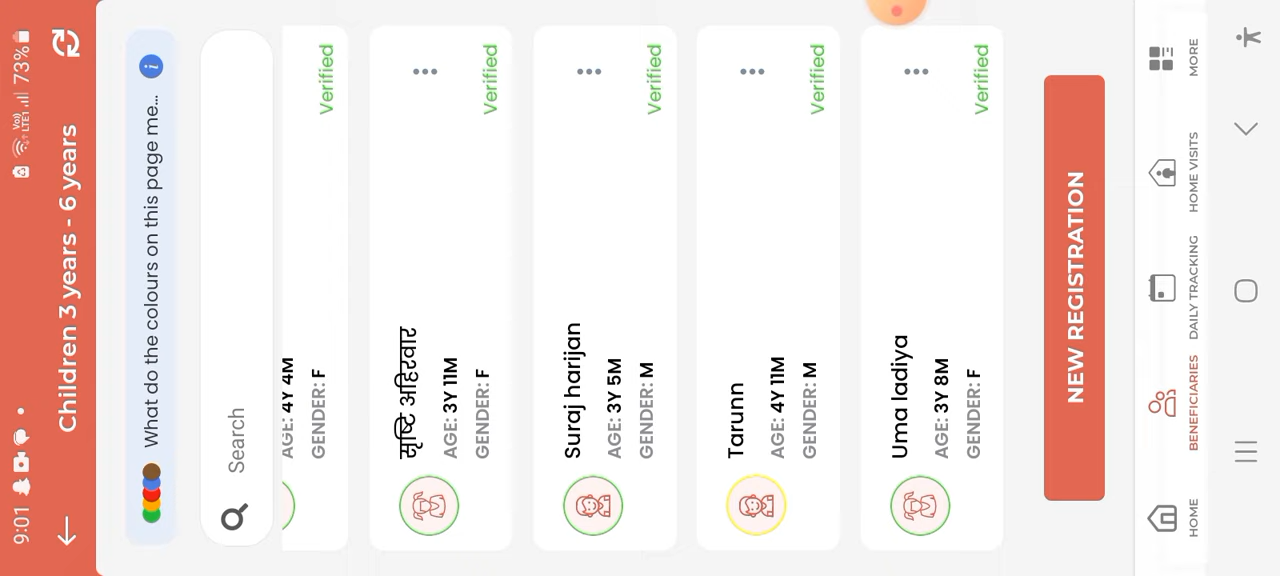 9:01
Vo))
LTE1
73%
Children 3 years - 6 years
What do the colours on this page me...
Search
AGE: 4Y 4M
GENDER: F
Verified
सृष्टि अहिरवार
AGE: 3Y 11M
GENDER: F
Verified
Suraj harijan
AGE: 3Y 5M
GENDER: M
Verified
Tarunn
AGE: 4Y 11M
GENDER: M
Verified
Uma ladiya
AGE: 3Y 8M
GENDER: F
Verified
NEW REGISTRATION
HOME
BENEFICIARIES
DAILY TRACKING
HOME VISITS
MORE